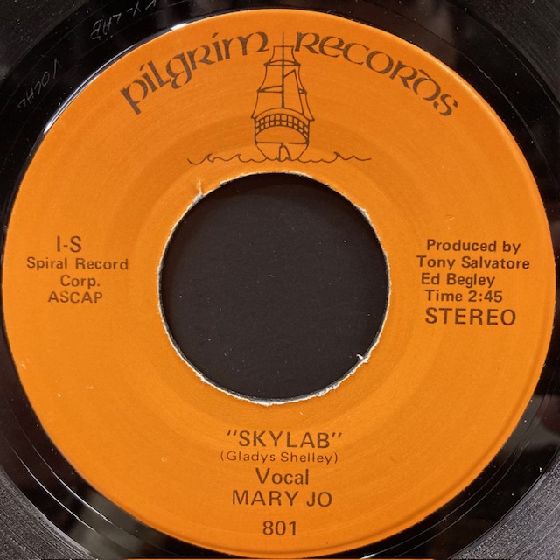 PILGRIM RECORDS
I-S
Spiral Record
Corp.
ASCAP
Produced by
Tony Salvatore
Ed Begley
Time 2:45
STEREO
"SKYLAB"
(Gladys Shelley)
Vocal
MARY JO
801
VOCAL